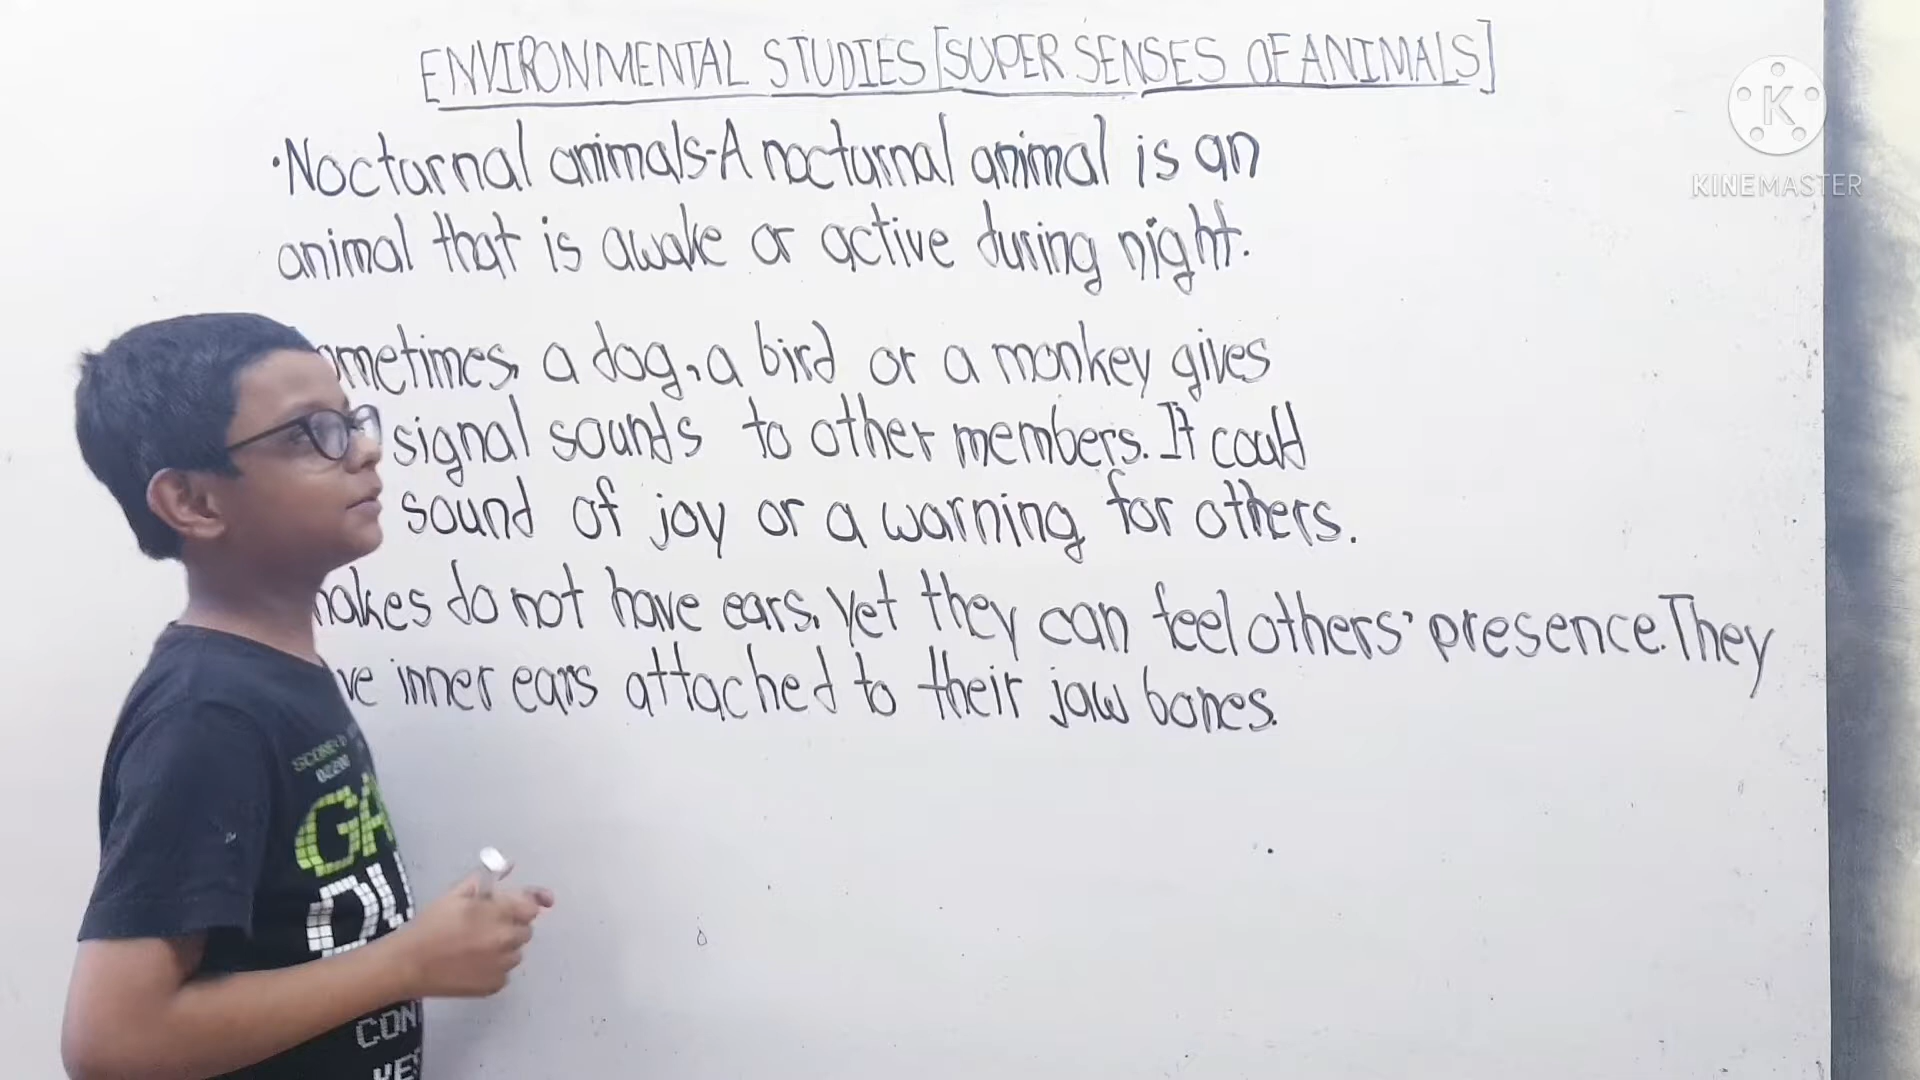 ENVIRONMENTAL STUDIES [SUPER SENSES OF ANIMALS]
KINEMASTER
•Nocturnal animals-A nocturnal animal is an
animal that is awake or active during night.
ometimes, a dog, a bird or a monkey gives
signal sounds to other members. It could
sound of joy or a warning for others.
nakes do not have ears. Yet they can feel others' presence. They
ve inner ears attached to their jaw bones.
CON